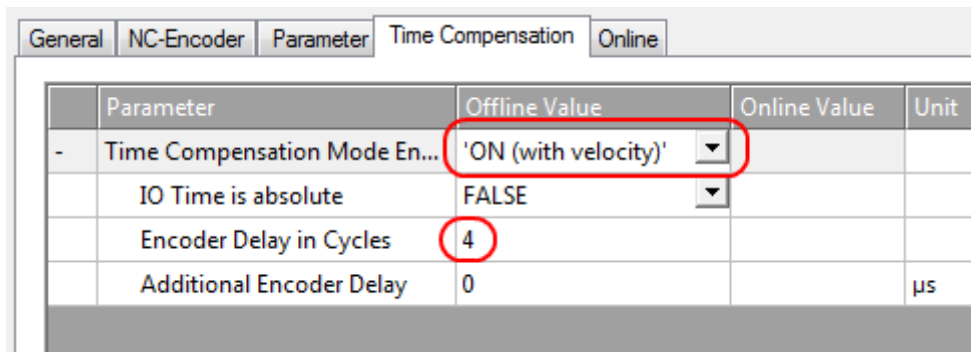 General NC-Encoder Parameter Time Compensation Online
Parameter Offline Value Online Value Unit
- Time Compensation Mode En... 'ON (with velocity)'
IO Time is absolute FALSE
Encoder Delay in Cycles 4
Additional Encoder Delay 0 µs